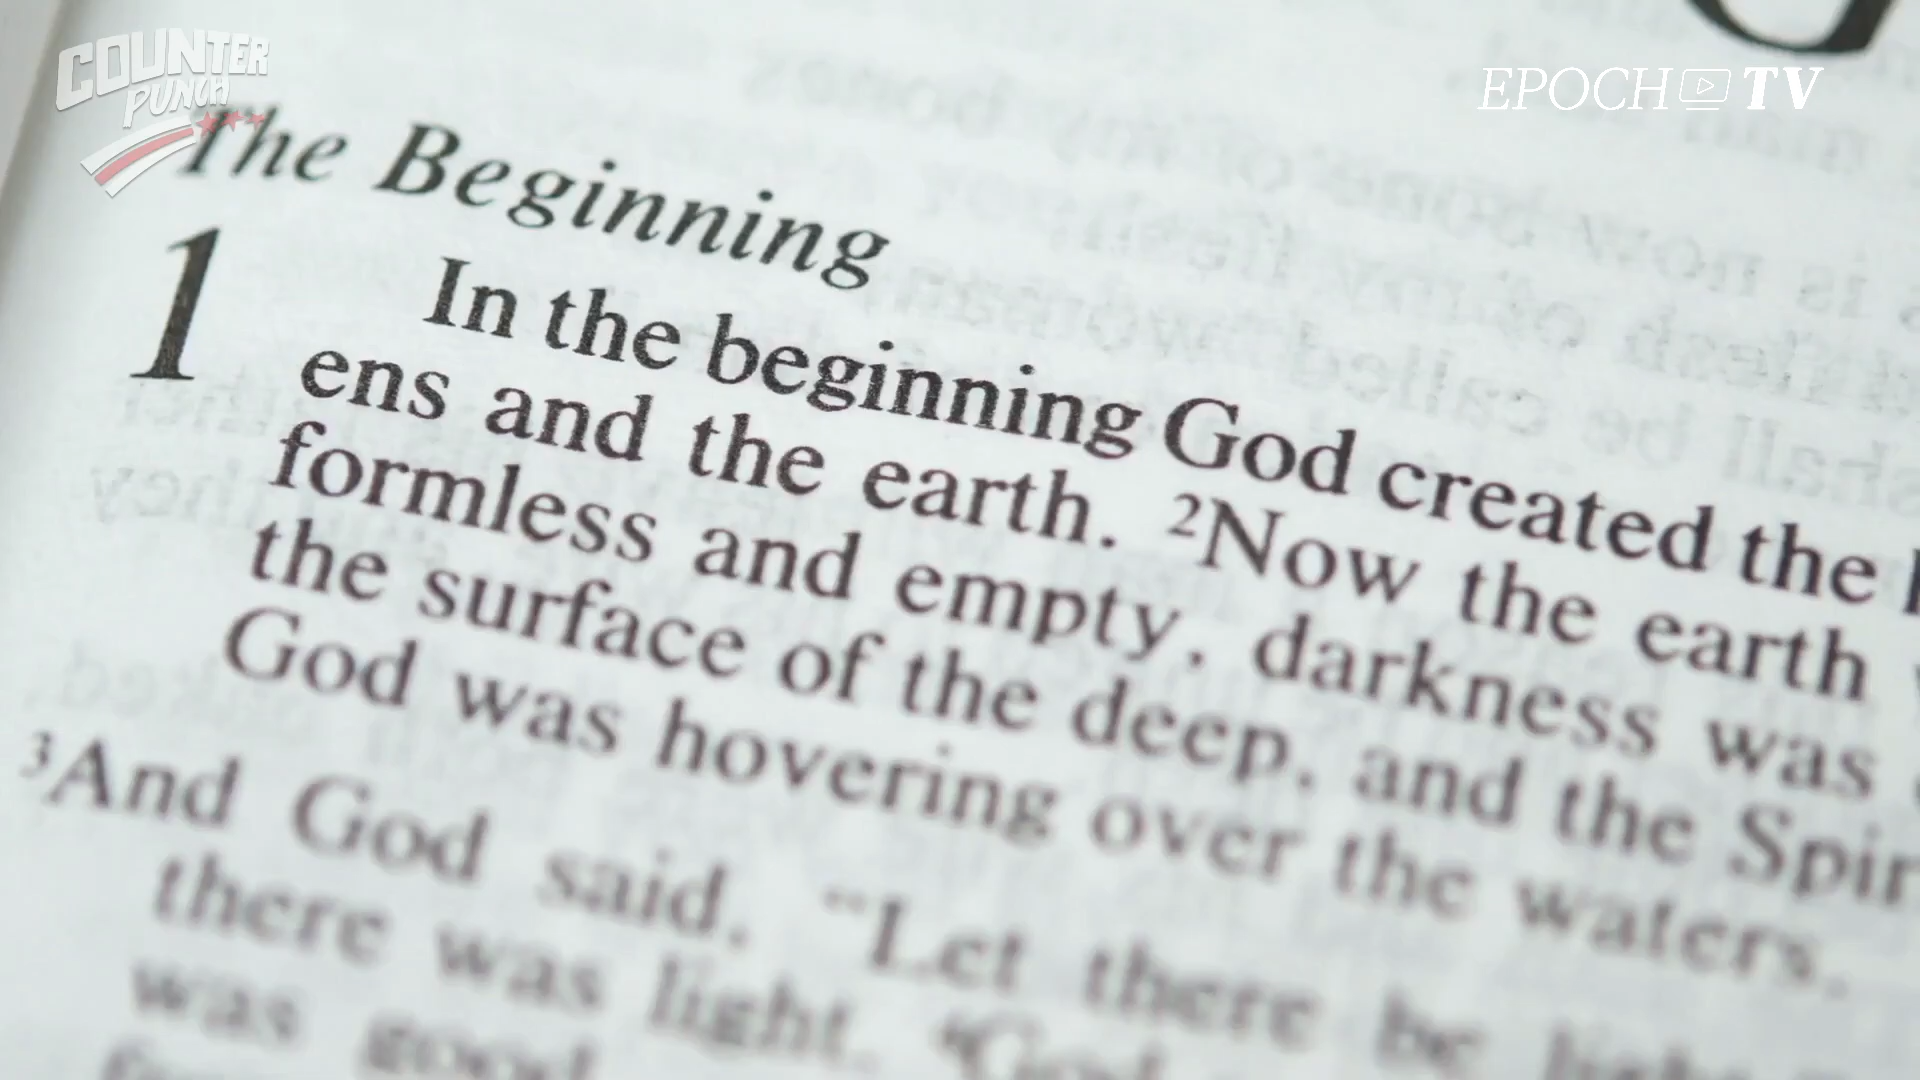 COUNTER
PUNCH
EPOCH TV
The Beginning
1 In the beginning God created the
ens and the earth. 2Now the earth
formless and empty, darkness was
the surface of the deep, and the
God was hovering over the waters.
3And God said, "Let there be
there was light.
was good